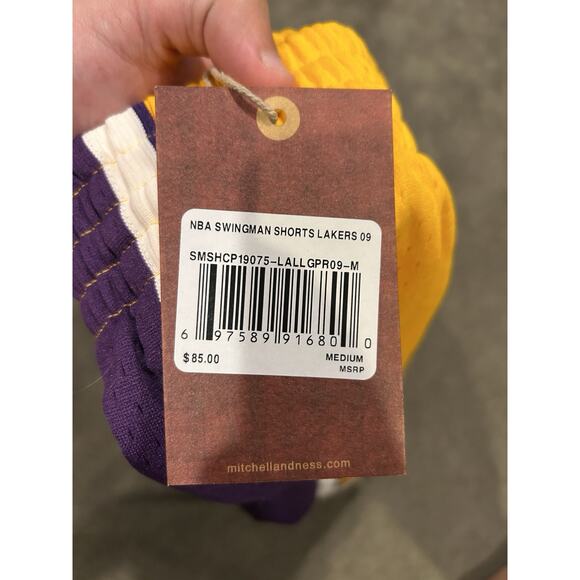 NBA SWINGMAN SHORTS LAKERS 09
SMSHCP19075-LALLGPR09-M
6 97589 91680 0
$85.00 MEDIUM
MSRP
mitchellandness.com